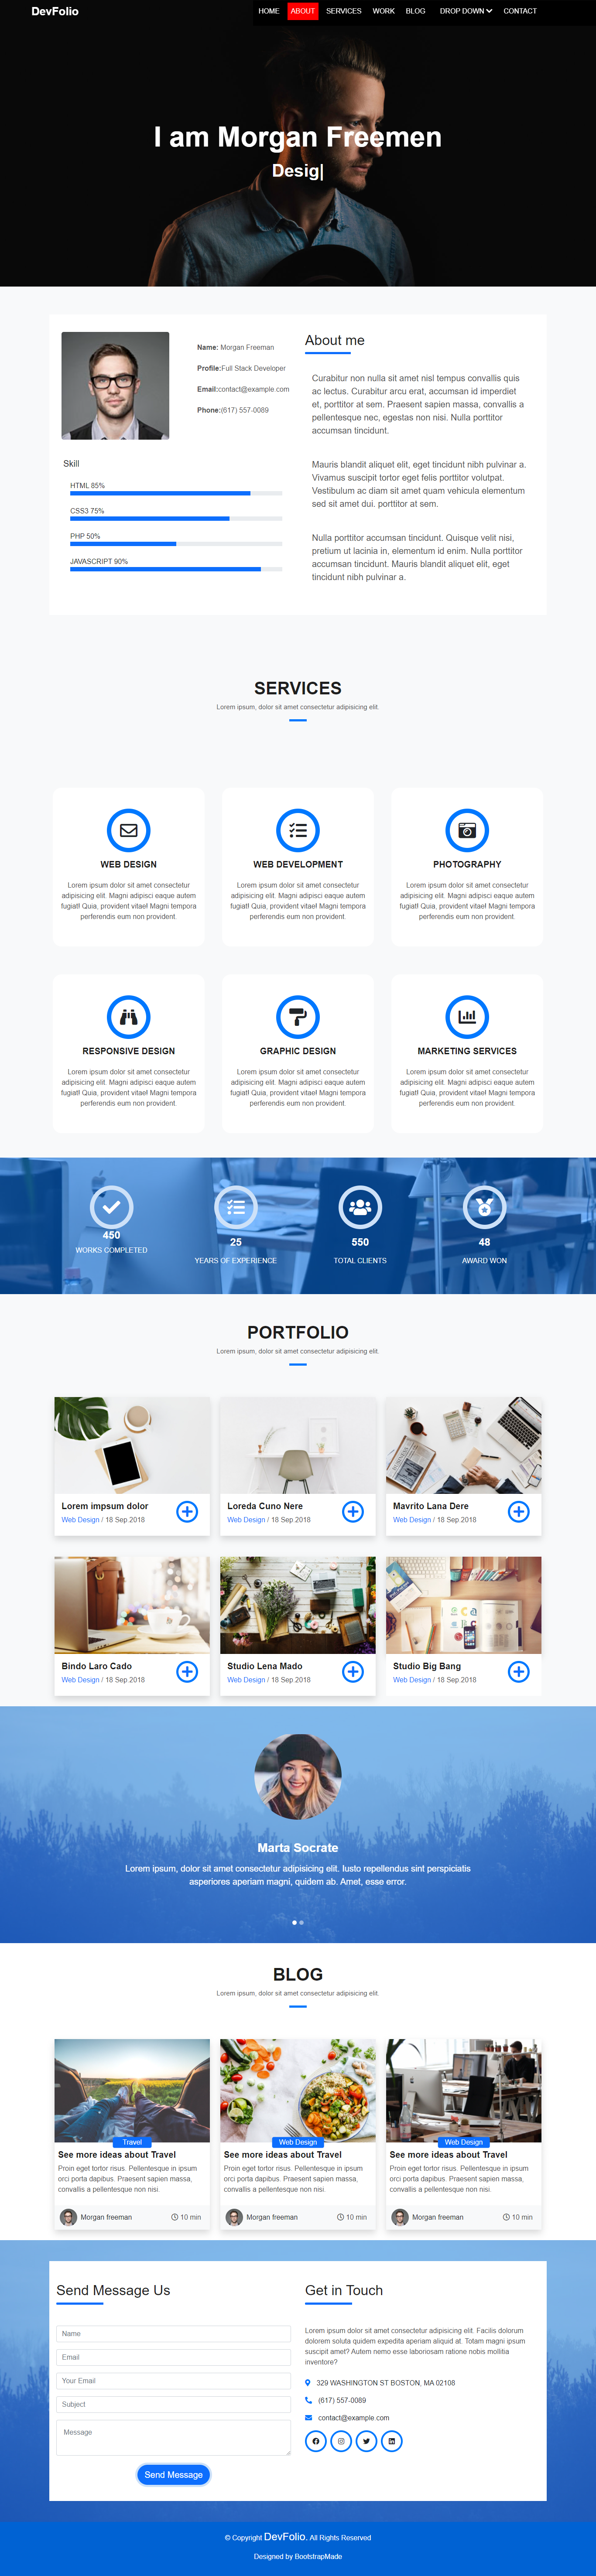 DevFolio
HOME ABOUT SERVICES WORK BLOG DROP DOWN CONTACT
I am Morgan Freemen
Desig|
Name: Morgan Freeman
Profile:Full Stack Developer
Email:contact@example.com
Phone:(617) 557-0089
Skill
HTML 85%
CSS3 75%
PHP 50%
JAVASCRIPT 90%
About me
Curabitur non nulla sit amet nisl tempus convallis quis
ac lectus. Curabitur arcu erat, accumsan id imperdiet
et, porttitor at sem. Praesent sapien massa, convallis a
pellentesque nec, egestas non nisi. Nulla porttitor
accumsan tincidunt.
Mauris blandit aliquet elit, eget tincidunt nibh pulvinar a.
Vivamus suscipit tortor eget felis porttitor volutpat.
Vestibulum ac diam sit amet quam vehicula elementum
sed sit amet dui. porttitor at sem.
Nulla porttitor accumsan tincidunt. Quisque velit nisi,
pretium ut lacinia in, elementum id enim. Nulla porttitor
accumsan tincidunt. Mauris blandit aliquet elit, eget
tincidunt nibh pulvinar a.
SERVICES
Lorem ipsum, dolor sit amet consectetur adipisicing elit.
WEB DESIGN
Lorem ipsum dolor sit amet consectetur
adipisicing elit. Magni adipisci eaque autem
fugiat! Quia, provident vitae! Magni tempora
perferendis eum non provident.
WEB DEVELOPMENT
Lorem ipsum dolor sit amet consectetur
adipisicing elit. Magni adipisci eaque autem
fugiat! Quia, provident vitae! Magni tempora
perferendis eum non provident.
PHOTOGRAPHY
Lorem ipsum dolor sit amet consectetur
adipisicing elit. Magni adipisci eaque autem
fugiat! Quia, provident vitae! Magni tempora
perferendis eum non provident.
RESPONSIVE DESIGN
Lorem ipsum dolor sit amet consectetur
adipisicing elit. Magni adipisci eaque autem
fugiat! Quia, provident vitae! Magni tempora
perferendis eum non provident.
GRAPHIC DESIGN
Lorem ipsum dolor sit amet consectetur
adipisicing elit. Magni adipisci eaque autem
fugiat! Quia, provident vitae! Magni tempora
perferendis eum non provident.
MARKETING SERVICES
Lorem ipsum dolor sit amet consectetur
adipisicing elit. Magni adipisci eaque autem
fugiat! Quia, provident vitae! Magni tempora
perferendis eum non provident.
450
WORKS COMPLETED
25
YEARS OF EXPERIENCE
550
TOTAL CLIENTS
48
AWARD WON
PORTFOLIO
Lorem ipsum, dolor sit amet consectetur adipisicing elit.
Lorem impsum dolor
Web Design / 18 Sep.2018
Loreda Cuno Nere
Web Design / 18 Sep.2018
Mavrito Lana Dere
Web Design / 18 Sep.2018
Bindo Laro Cado
Web Design / 18 Sep.2018
Studio Lena Mado
Web Design / 18 Sep.2018
Studio Big Bang
Web Design / 18 Sep.2018
Marta Socrate
Lorem ipsum, dolor sit amet consectetur adipisicing elit. Iusto repellendus sint perspiciatis
asperiores aperiam magni, quidem ab. Amet, esse error.
BLOG
Lorem ipsum, dolor sit amet consectetur adipisicing elit.
Travel
See more ideas about Travel
Proin eget tortor risus. Pellentesque in ipsum
orci porta dapibus. Praesent sapien massa,
convallis a pellentesque non nisi.
Morgan freeman 10 min
Web Design
See more ideas about Travel
Proin eget tortor risus. Pellentesque in ipsum
orci porta dapibus. Praesent sapien massa,
convallis a pellentesque non nisi.
Morgan freeman 10 min
Web Design
See more ideas about Travel
Proin eget tortor risus. Pellentesque in ipsum
orci porta dapibus. Praesent sapien massa,
convallis a pellentesque non nisi.
Morgan freeman 10 min
Send Message Us
Name
Email
Your Email
Subject
Message
Send Message
Get in Touch
Lorem ipsum dolor sit amet consectetur adipisicing elit. Facilis dolorum
dolorem soluta quidem expedita aperiam aliquid at. Totam magni ipsum
suscipit amet? Autem nemo esse laboriosam ratione nobis mollitia
inventore?
329 WASHINGTON ST BOSTON, MA 02108
(617) 557-0089
contact@example.com
© Copyright DevFolio. All Rights Reserved
Designed by BootstrapMade